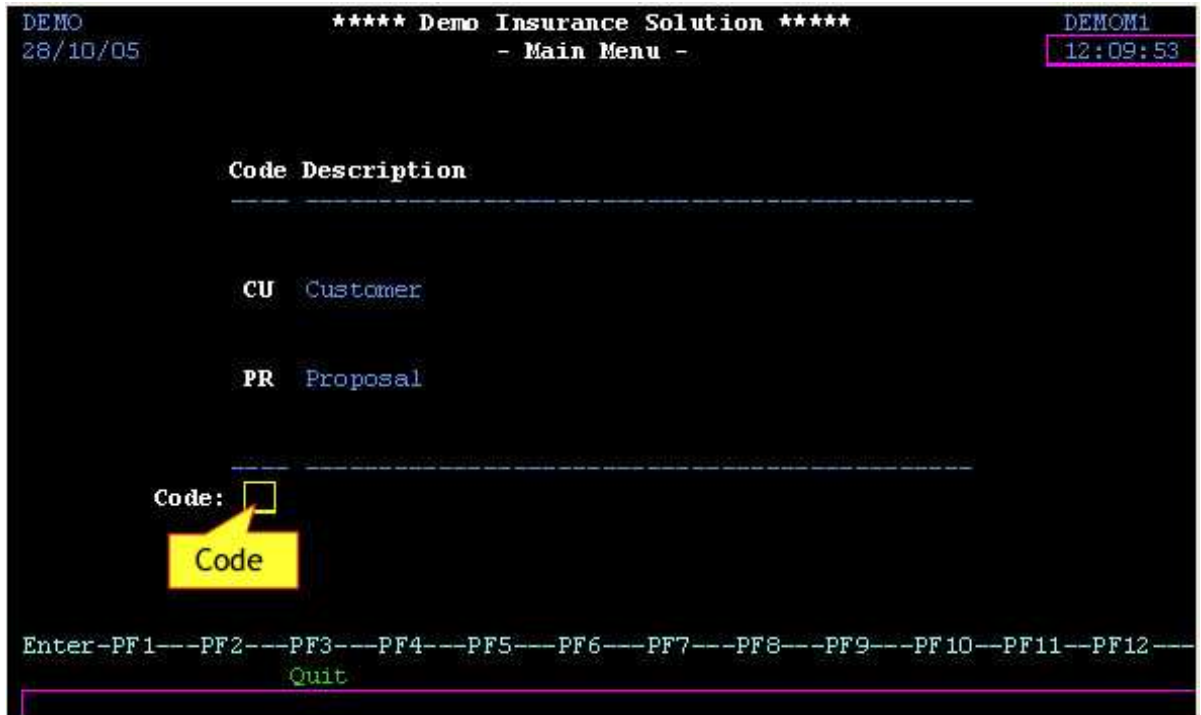 DEMO ***** Demo Insurance Solution ***** DEMOM1
28/10/05 - Main Menu - 12:09:53
Code Description
---- ----------------------------------------------
CU Customer
PR Proposal
---- ----------------------------------------------
Code:
Code
Enter-PF1---PF2---PF3---PF4---PF5---PF6---PF7---PF8---PF9---PF10--PF11--PF12---
Quit